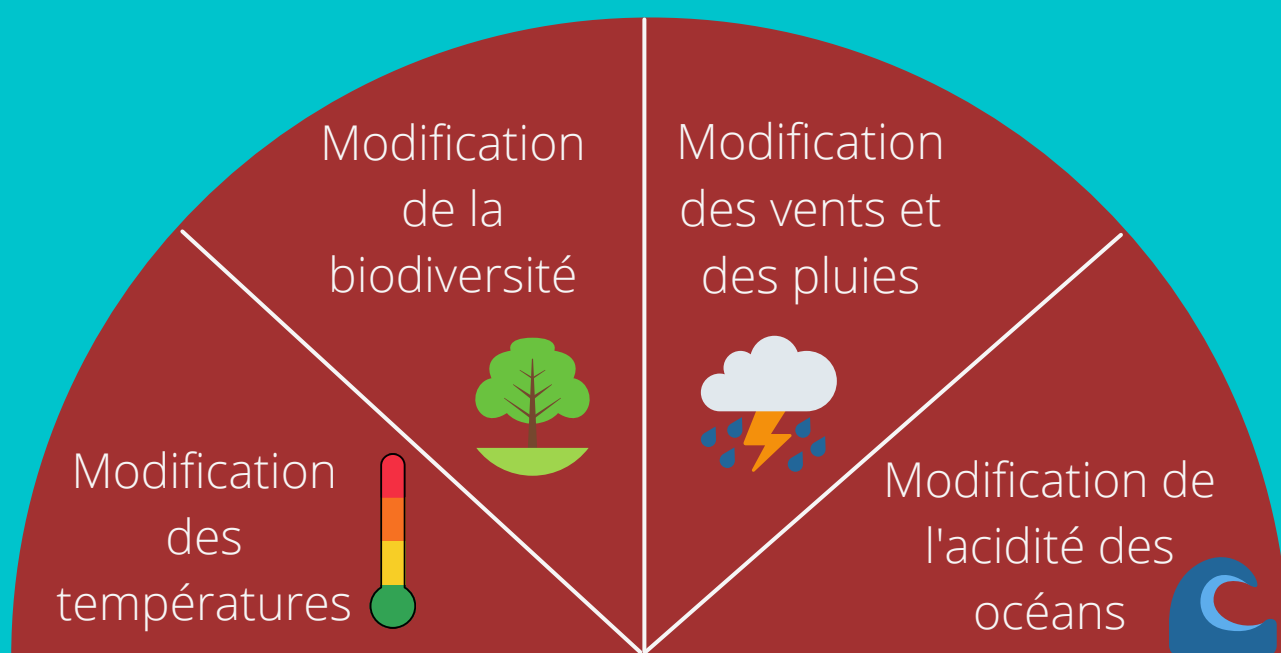 Modification
de la
biodiversité
Modification
des vents et
des pluies
Modification
des
températures
Modification de
l'acidité des
océans